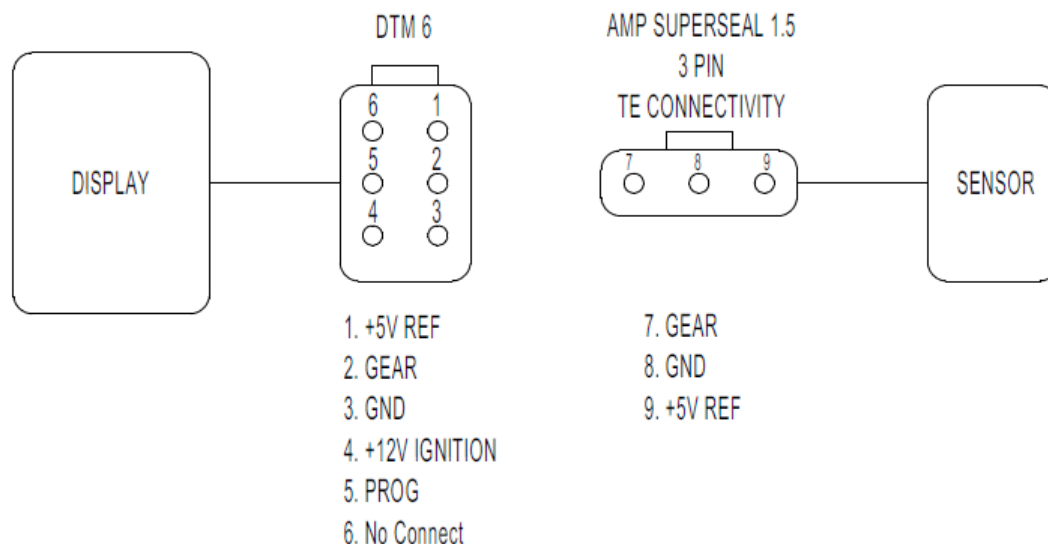 DTM 6
AMP SUPERSEAL 1.5
3 PIN
TE CONNECTIVITY
DISPLAY
6 1
5 2
4 3
7 8 9
SENSOR
1. +5V REF
2. GEAR
3. GND
4. +12V IGNITION
5. PROG
6. No Connect
7. GEAR
8. GND
9. +5V REF